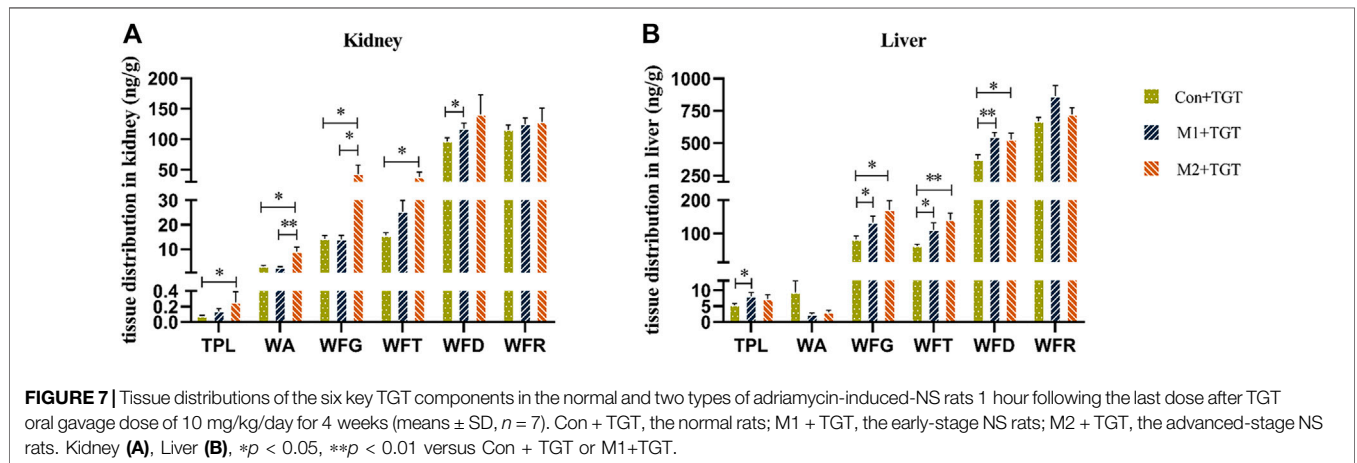 A
Kidney
tissue distribution in kidney (ng/g)
200
150
100
50
30
20
10
0.4
0.2
0.0
*
*
**
*
*
*
*
TPL WA WFG WFT WFD WFR
B
Liver
tissue distribution in liver (ng/g)
1000
750
500
250
100
10
5
0
*
*
*
*
**
**
*
TPL WA WFG WFT WFD WFR
Con+TGT
M1+TGT
M2+TGT
FIGURE 7 | Tissue distributions of the six key TGT components in the normal and two types of adriamycin-induced-NS rats 1 hour following the last dose after TGT
oral gavage dose of 10 mg/kg/day for 4 weeks (means ± SD, n = 7). Con + TGT, the normal rats; M1 + TGT, the early-stage NS rats; M2 + TGT, the advanced-stage NS
rats. Kidney (A), Liver (B), *p < 0.05, **p < 0.01 versus Con + TGT or M1+TGT.